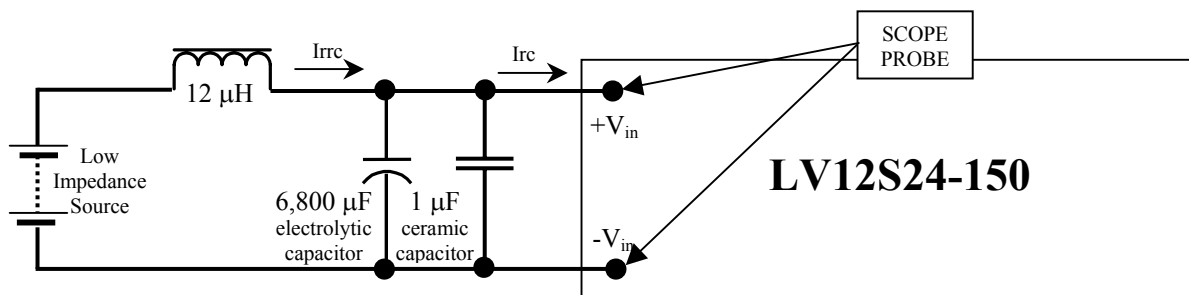 SCOPE
PROBE
Irrc
Irc
12 μH
+Vin
Low
Impedance
Source
LV12S24-150
6,800 μF
electrolytic
capacitor
1 μF
ceramic
capacitor
-Vin